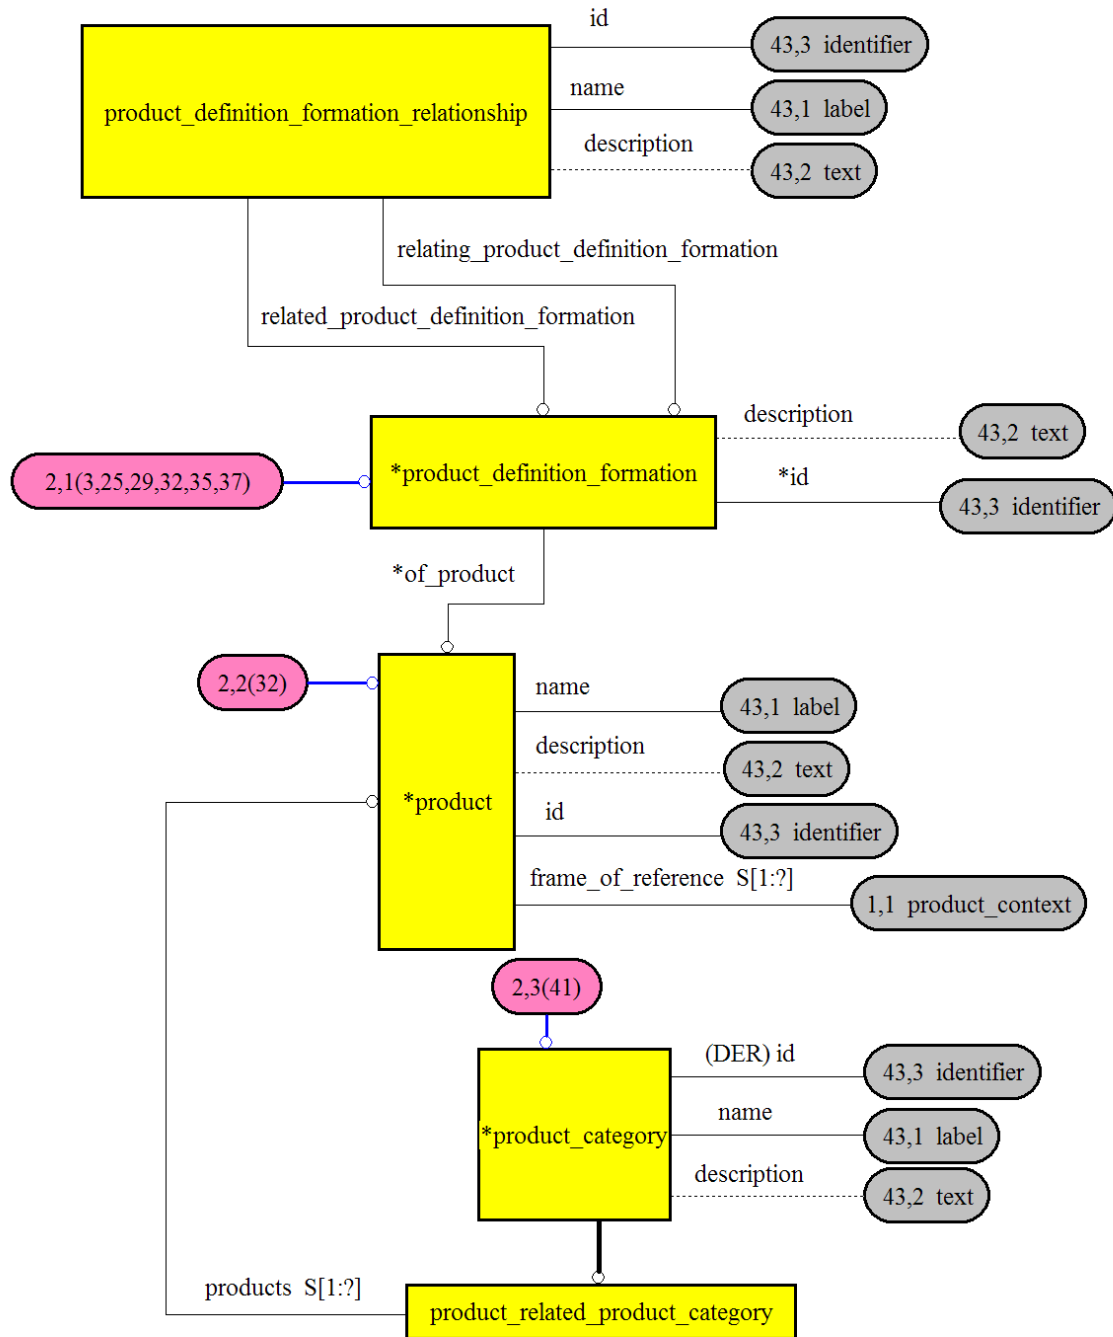 id
43,3 identifier
name
43,1 label
product_definition_formation_relationship
description
43,2 text
relating_product_definition_formation
related_product_definition_formation
description
43,2 text
*product_definition_formation
2,1(3,25,29,32,35,37)
*id
43,3 identifier
*of_product
2,2(32)
name
43,1 label
description
43,2 text
*product
id
43,3 identifier
frame_of_reference S[1:?]
1,1 product_context
2,3(41)
(DER) id
43,3 identifier
name
43,1 label
*product_category
description
43,2 text
products S[1:?]
product_related_product_category